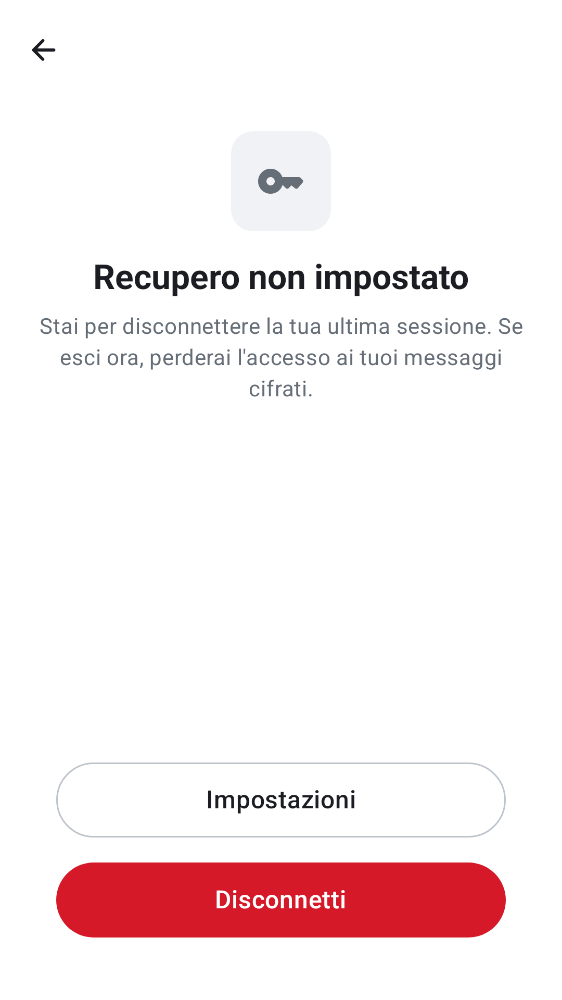 Recupero non impostato
Stai per disconnettere la tua ultima sessione. Se
esci ora, perderai l'accesso ai tuoi messaggi
cifrati.
Impostazioni
Disconnetti